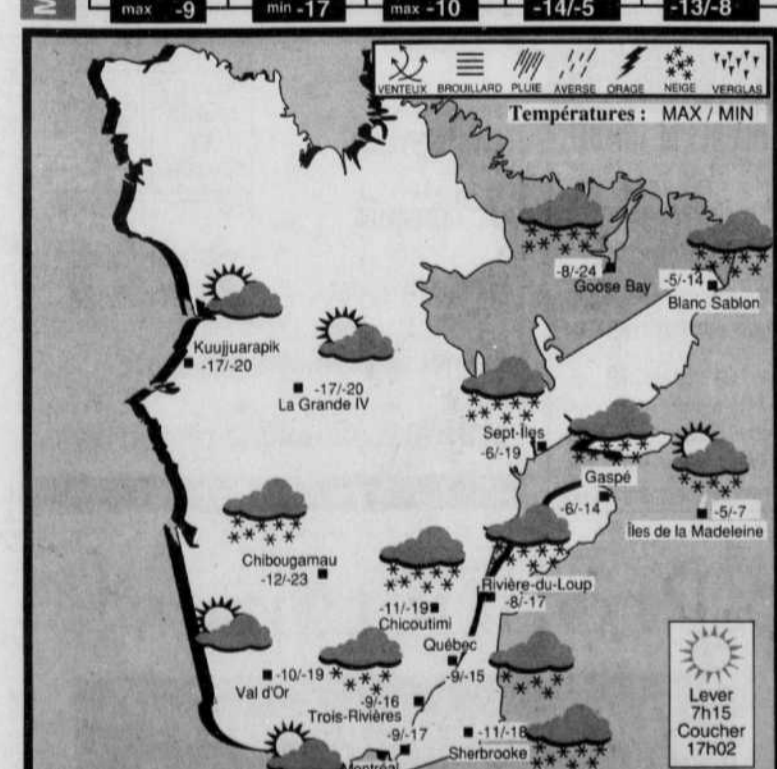 max -9
min -17
max -10
-14/-5
-13/-8
VENTEUX BROUILLARD PLUIE AVERSE ORAGE NEIGE VERGLAS
Températures : MAX / MIN
-8/-24
Goose Bay
-5/-14
Blanc Sablon
Kuujjuarapik
-17/-20
-17/-20
La Grande IV
Sept-Iles
-6/-19
Gaspé
-6/-14
-5/-7
Îles de la Madeleine
Chibougamau
-12/-23
Rivière-du-Loup
-8/-17
-11/-19
Chicoutimi
Québec
-9/-15
-10/-19
Val d'Or
-9/-16
Trois-Rivières
-9/-17
Montréal
-11/-18
Sherbrooke
Lever
7h15
Coucher
17h02